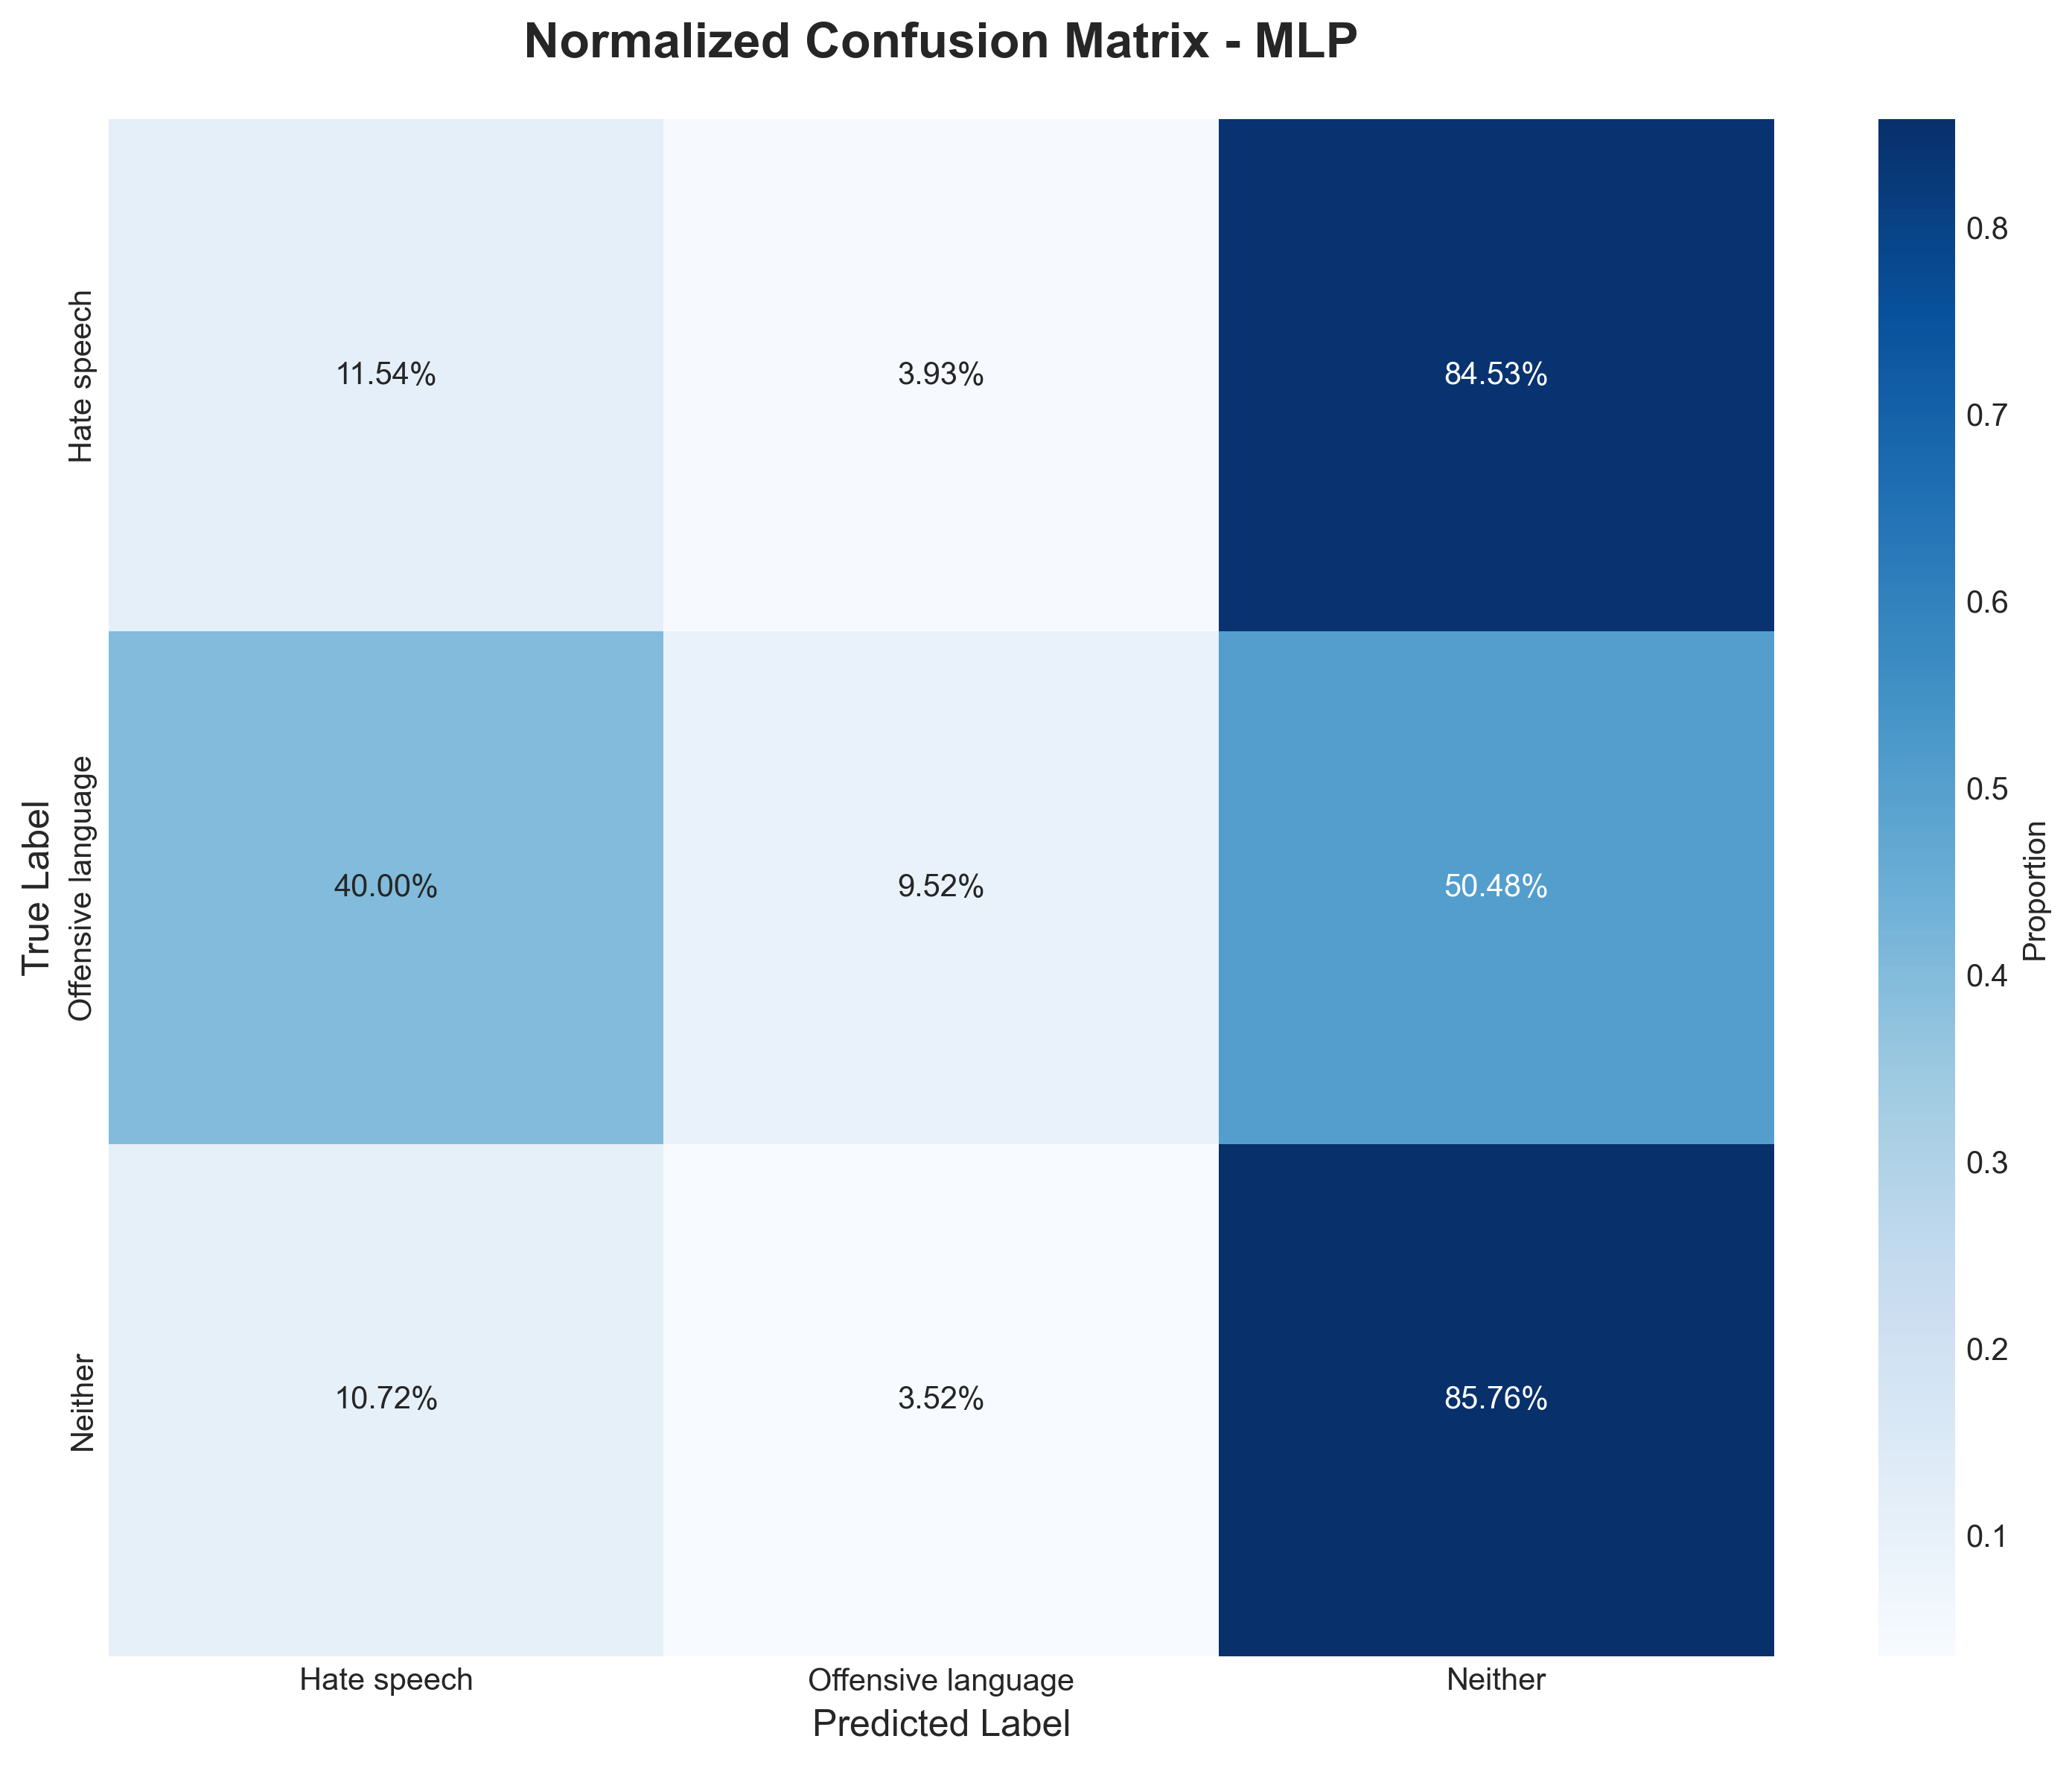 Normalized Confusion Matrix - MLP
True Label
Hate speech
11.54%
3.93%
84.53%
Offensive language
40.00%
9.52%
50.48%
Neither
10.72%
3.52%
85.76%
Hate speech
Offensive language
Neither
Predicted Label
0.8
0.7
0.6
0.5
0.4
0.3
0.2
0.1
Proportion